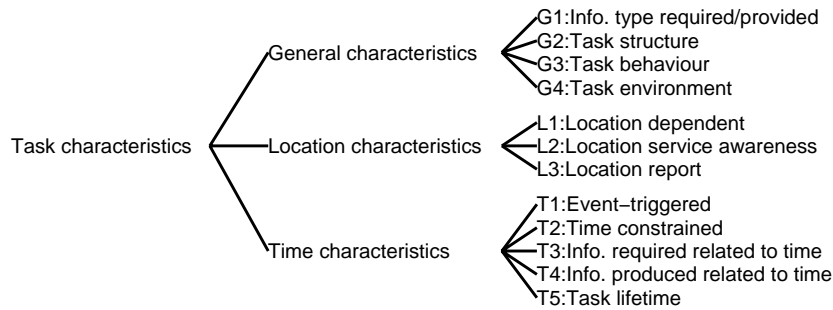 Task characteristics
General characteristics
G1:Info. type required/provided
G2:Task structure
G3:Task behaviour
G4:Task environment
Location characteristics
L1:Location dependent
L2:Location service awareness
L3:Location report
Time characteristics
T1:Event−triggered
T2:Time constrained
T3:Info. required related to time
T4:Info. produced related to time
T5:Task lifetime